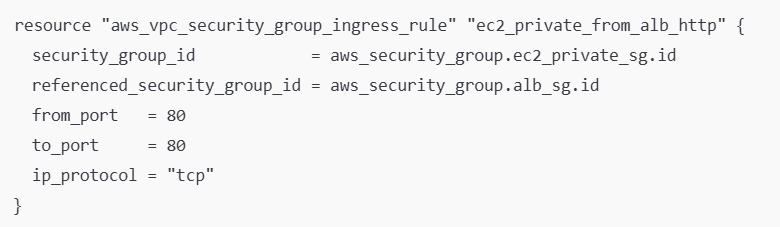 resource "aws_vpc_security_group_ingress_rule" "ec2_private_from_alb_http" {
  security_group_id            = aws_security_group.ec2_private_sg.id
  referenced_security_group_id = aws_security_group.alb_sg.id
  from_port   = 80
  to_port     = 80
  ip_protocol = "tcp"
}